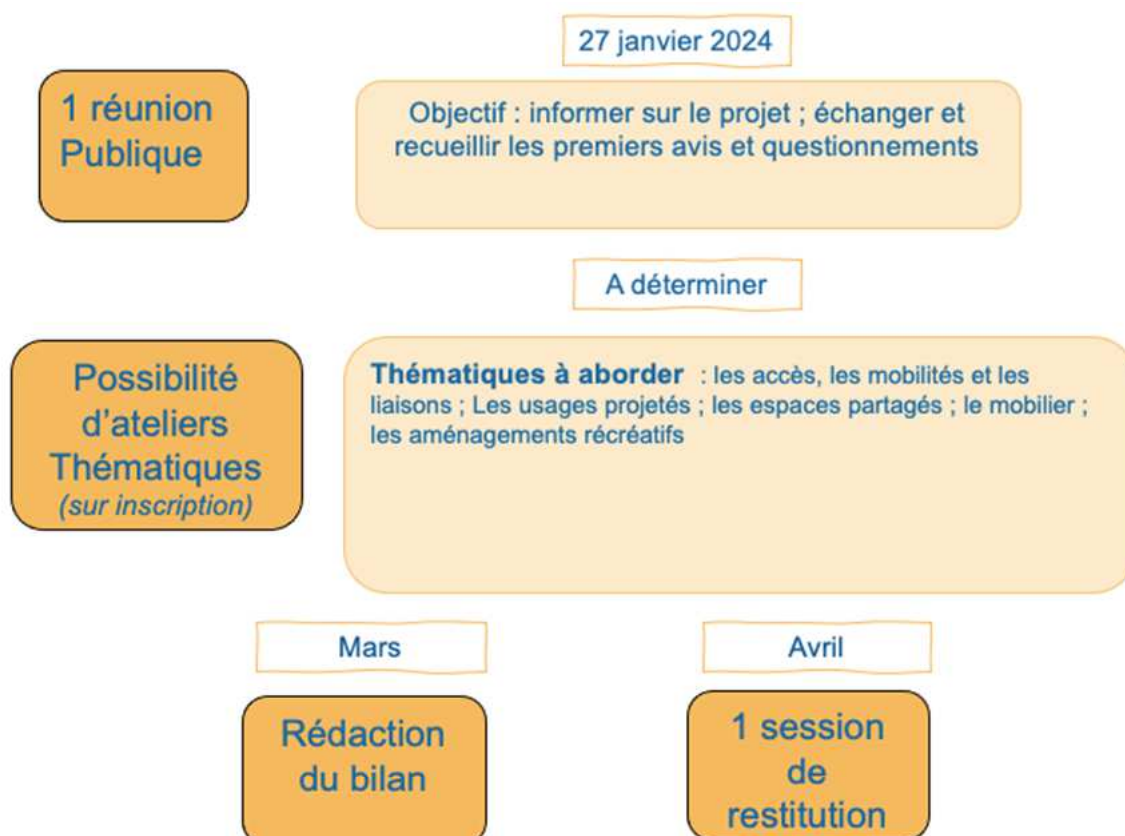 27 janvier 2024
1 réunion
Publique
Objectif : informer sur le projet ; échanger et
recueillir les premiers avis et questionnements
A déterminer
Possibilité
d'ateliers
Thématiques
(sur inscription)
Thématiques à aborder : les accès, les mobilités et les
liaisons ; Les usages projetés ; les espaces partagés ; le mobilier ;
les aménagements récréatifs
Mars
Avril
Rédaction
du bilan
1 session
de
restitution